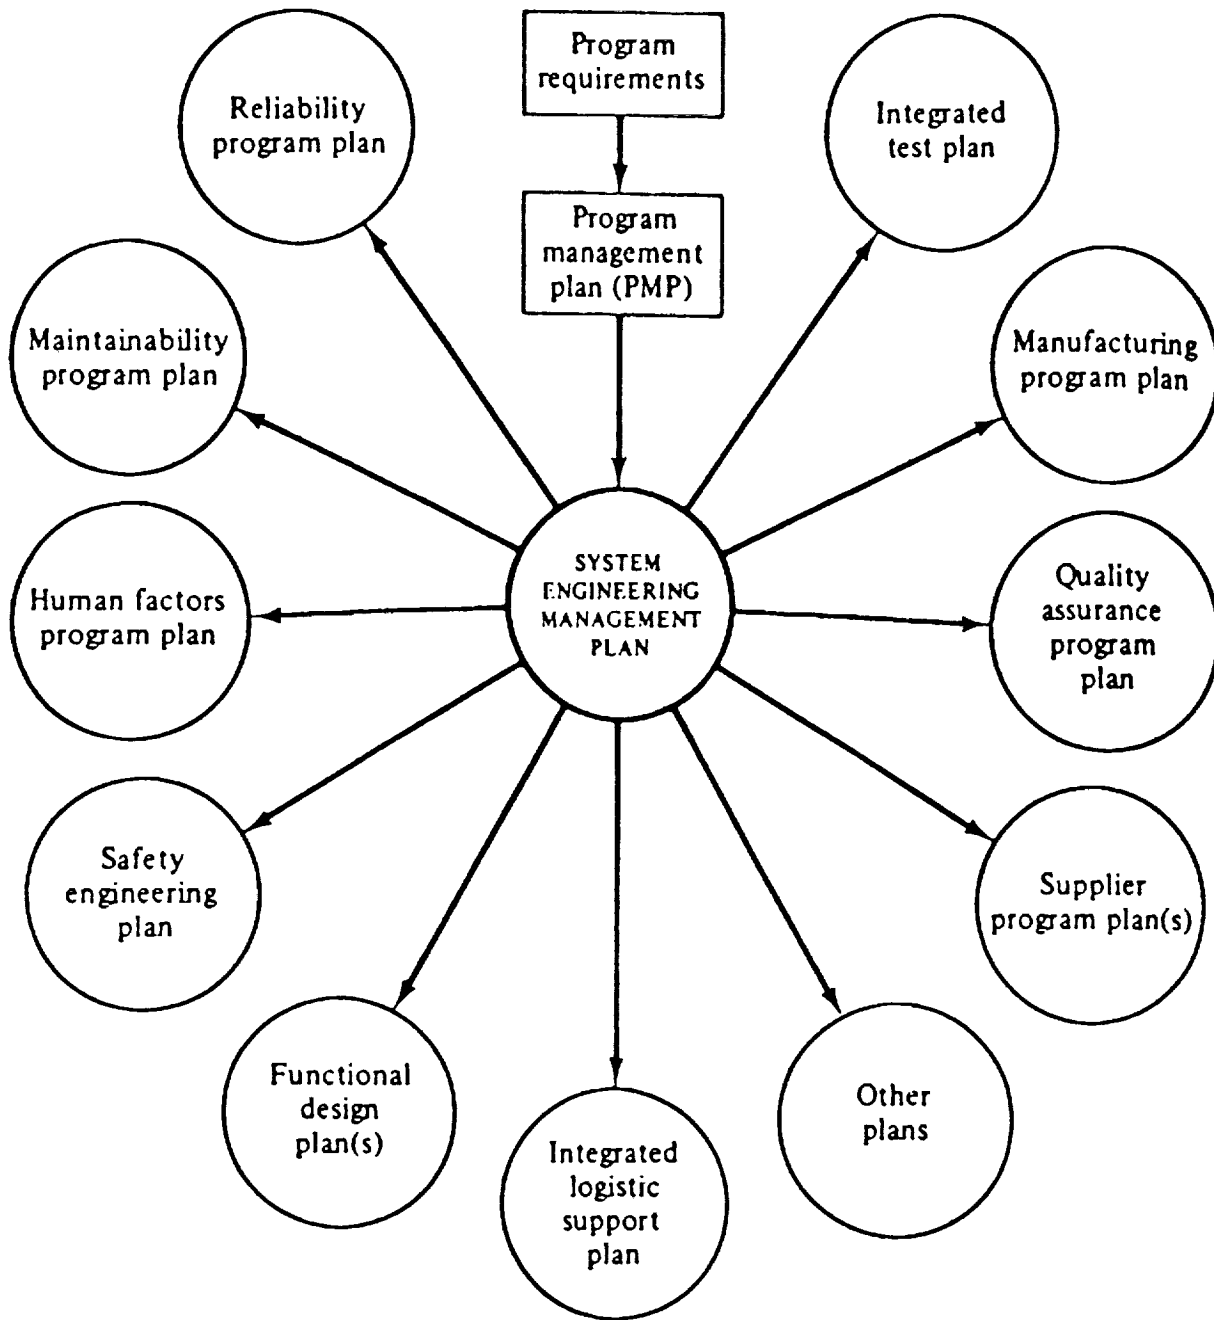 Program
requirements
Reliability
program plan
Integrated
test plan
Program
management
plan (PMP)
Maintainability
program plan
Manufacturing
program plan
SYSTEM
ENGINEERING
MANAGEMENT
PLAN
Human factors
program plan
Quality
assurance
program
plan
Safety
engineering
plan
Supplier
program plan(s)
Functional
design
plan(s)
Other
plans
Integrated
logistic
support
plan